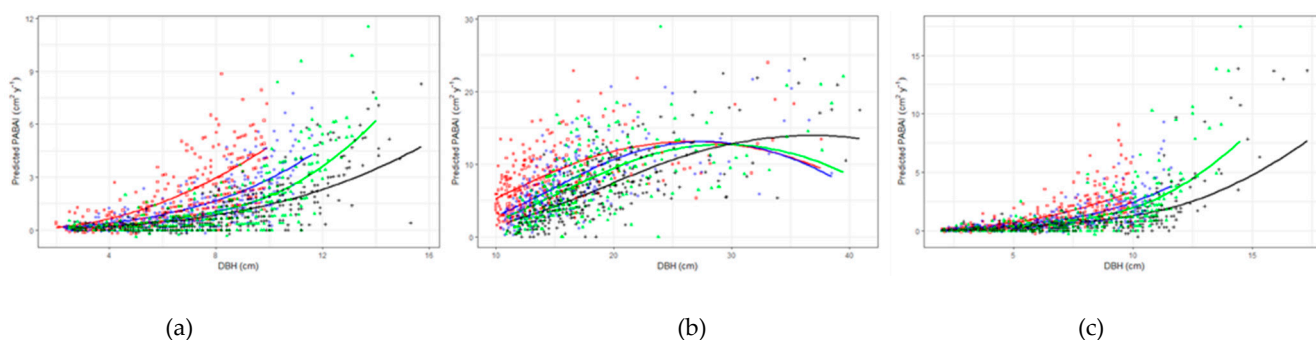 12
9
6
3
0
Predicted PABAI (cm² y⁻¹)
4 8 12 16
DBH (cm)
30
20
10
0
Predicted PABAI (cm² y⁻¹)
10 20 30 40
DBH (cm)
15
10
5
0
Predicted PABAI (cm² y⁻¹)
5 10 15
DBH (cm)
(a) (b) (c)